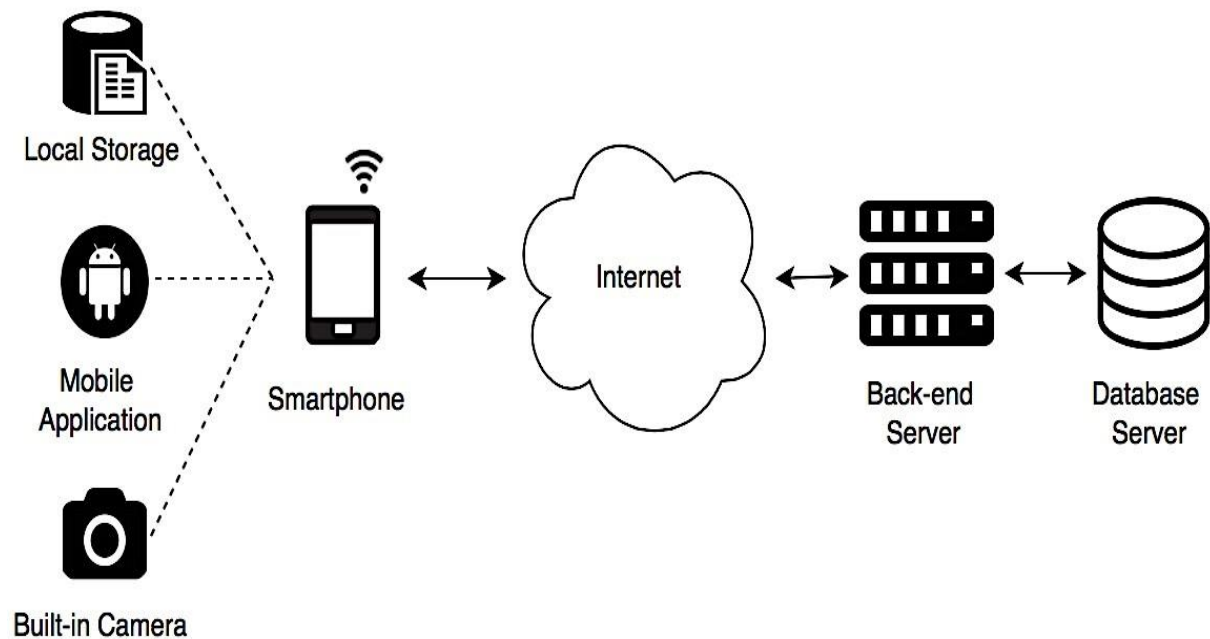 Local Storage
Mobile
Application
Built-in Camera
Smartphone
Internet
Back-end
Server
Database
Server